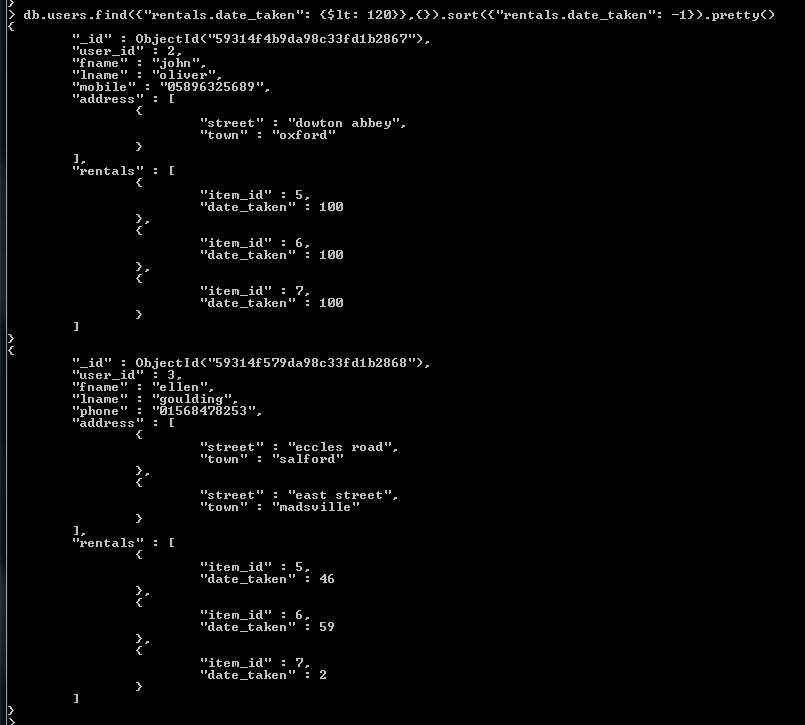 > db.users.find({"rentals.date_taken": {$lt: 120}},{}).sort({"rentals.date_taken": -1}).pretty()
{
"_id" : ObjectId("59314f4b9da98c33fd1b2867"),
"user_id" : 2,
"fname" : "john",
"lname" : "oliver",
"mobile" : "05896325689",
"address" : [
{
"street" : "dowton abbey",
"town" : "oxford"
}
],
"rentals" : [
{
"item_id" : 5,
"date_taken" : 100
},
{
"item_id" : 6,
"date_taken" : 100
},
{
"item_id" : 7,
"date_taken" : 100
}
]
}
{
"_id" : ObjectId("59314f579da98c33fd1b2868"),
"user_id" : 3,
"fname" : "ellen",
"lname" : "goulding",
"phone" : "01568478253",
"address" : [
{
"street" : "eccles road",
"town" : "salford"
},
{
"street" : "east street",
"town" : "madsville"
}
],
"rentals" : [
{
"item_id" : 5,
"date_taken" : 46
},
{
"item_id" : 6,
"date_taken" : 59
},
{
"item_id" : 7,
"date_taken" : 2
}
]
}
>